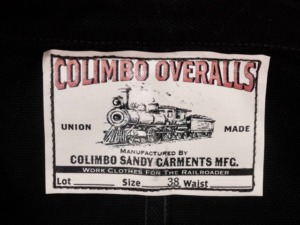 COLIMBO OVERALLS
UNION MADE
MANUFACTURED BY
COLIMBO SANDY GARMENTS MFG.
WORK CLOTHES FOR THE RAILROADER
Lot Size 38 Waist